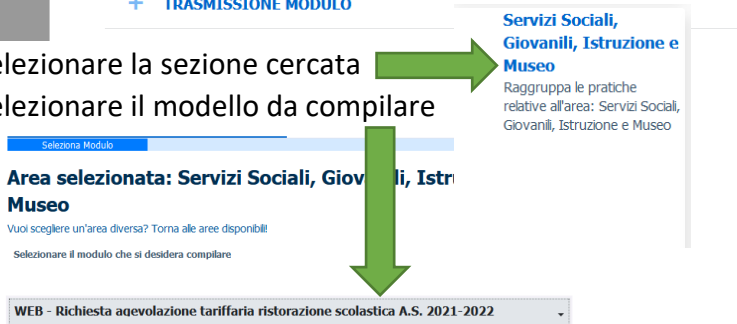 + TRASMISSIONE MODULO
Servizi Sociali,
Giovanili, Istruzione e
Museo
Raggruppa le pratiche
relative all'area: Servizi Sociali,
Giovanili, Istruzione e Museo
elezionare la sezione cercata
elezionare il modello da compilare
Seleziona Modulo
Area selezionata: Servizi Sociali, Giov li, Istr
Museo
Vuoi scegliere un'area diversa? Torna alle aree disponibili!
Selezionare il modulo che si desidera compilare
WEB - Richiesta agevolazione tariffaria ristorazione scolastica A.S. 2021-2022